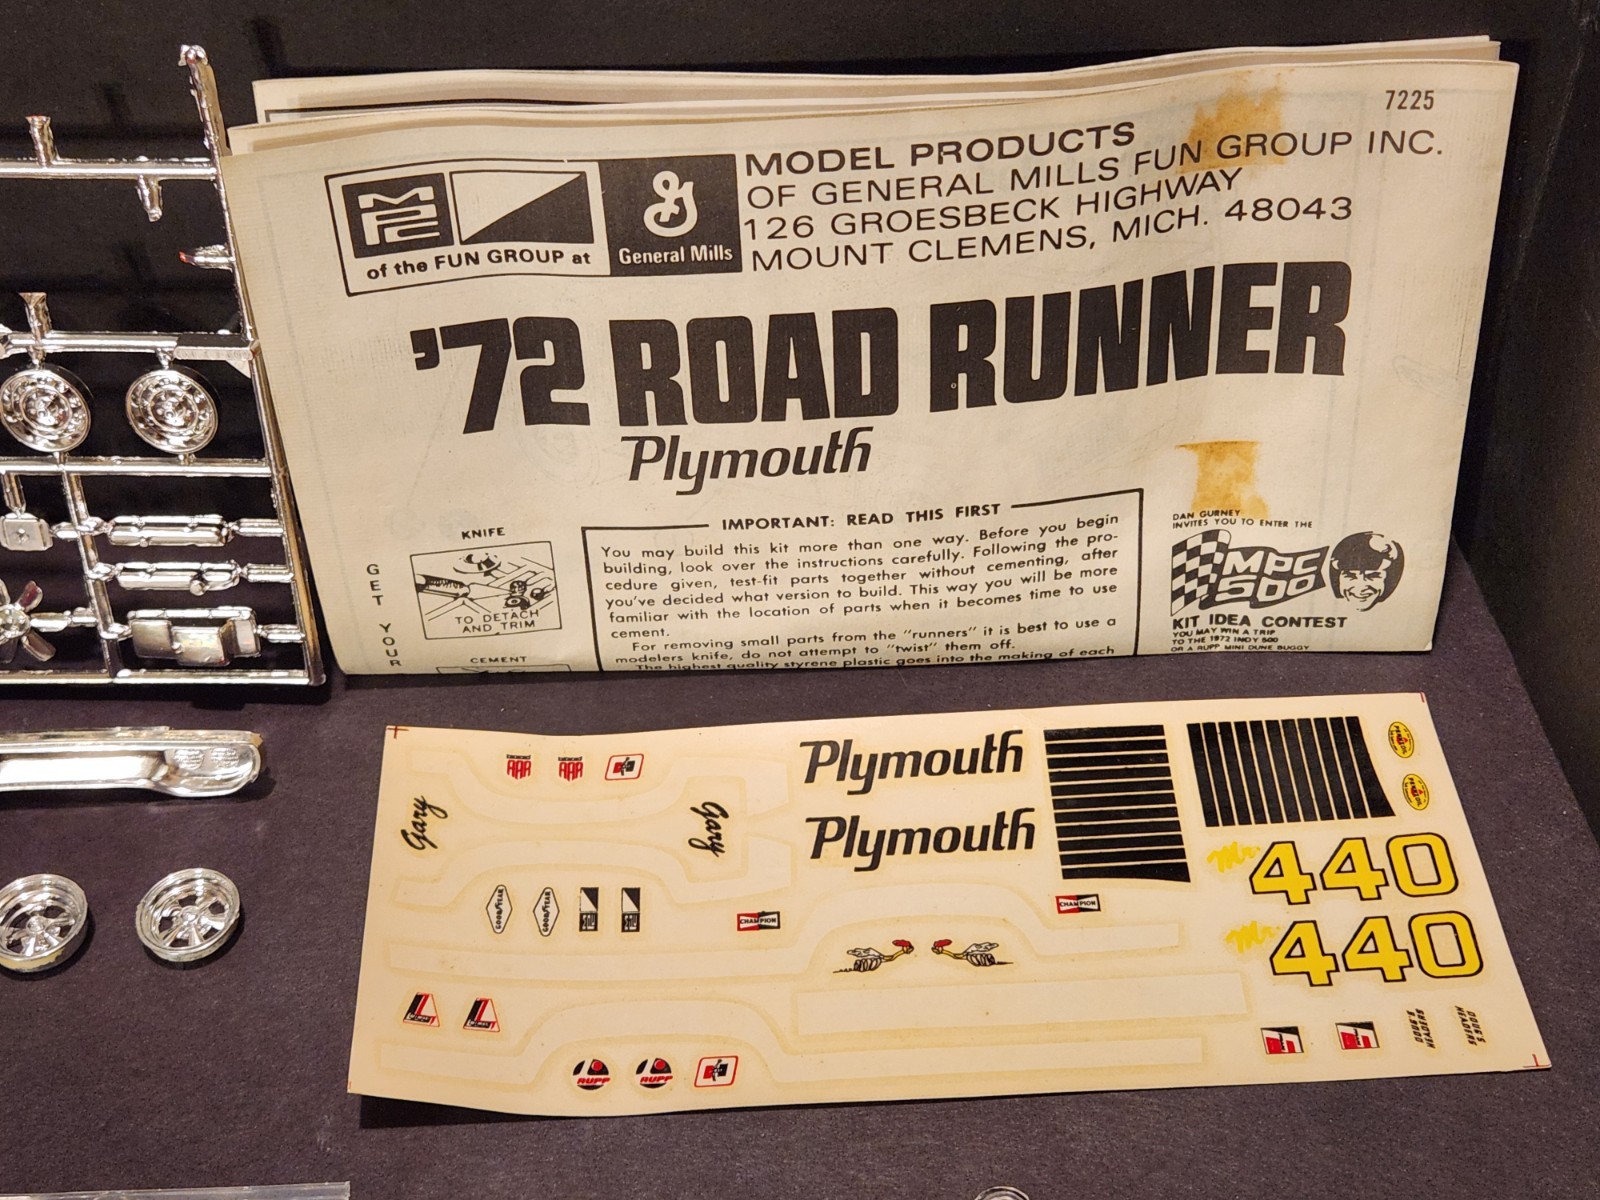 7225
MPC
of the FUN GROUP at
General Mills
MODEL PRODUCTS
OF GENERAL MILLS FUN GROUP INC.
126 GROESBECK HIGHWAY
MOUNT CLEMENS, MICH. 48043
'72 ROAD RUNNER
Plymouth
GET YOUR
KNIFE
TO DETACH
AND TRIM
CEMENT
IMPORTANT: READ THIS FIRST
You may build this kit more than one way. Before you begin
building, look over the instructions carefully. Following the pro-
cedure given, test-fit parts together without cementing, after
you've decided what version to build. This way you will be more
familiar with the location of parts when it becomes time to use
cement.
For removing small parts from the "runners" it is best to use a
modelers knife, do not attempt to "twist" them off.
The highest quality styrene plastic goes into the making of each
DAN GURNEY
INVITES YOU TO ENTER THE
MPC
500
KIT IDEA CONTEST
YOU MAY WIN A TRIP
TO THE 1972 INDY 500
OR A RUPP MINI DUNE BUGGY
AAR
AAR
Plymouth
Gary
Gary
Plymouth
Mr. 440
GOODYEAR
GOODYEAR
MPC
MPC
CHAMPION
CHAMPION
Mr. 440
RUPP
RUPP
DOUG'S
HEADERS